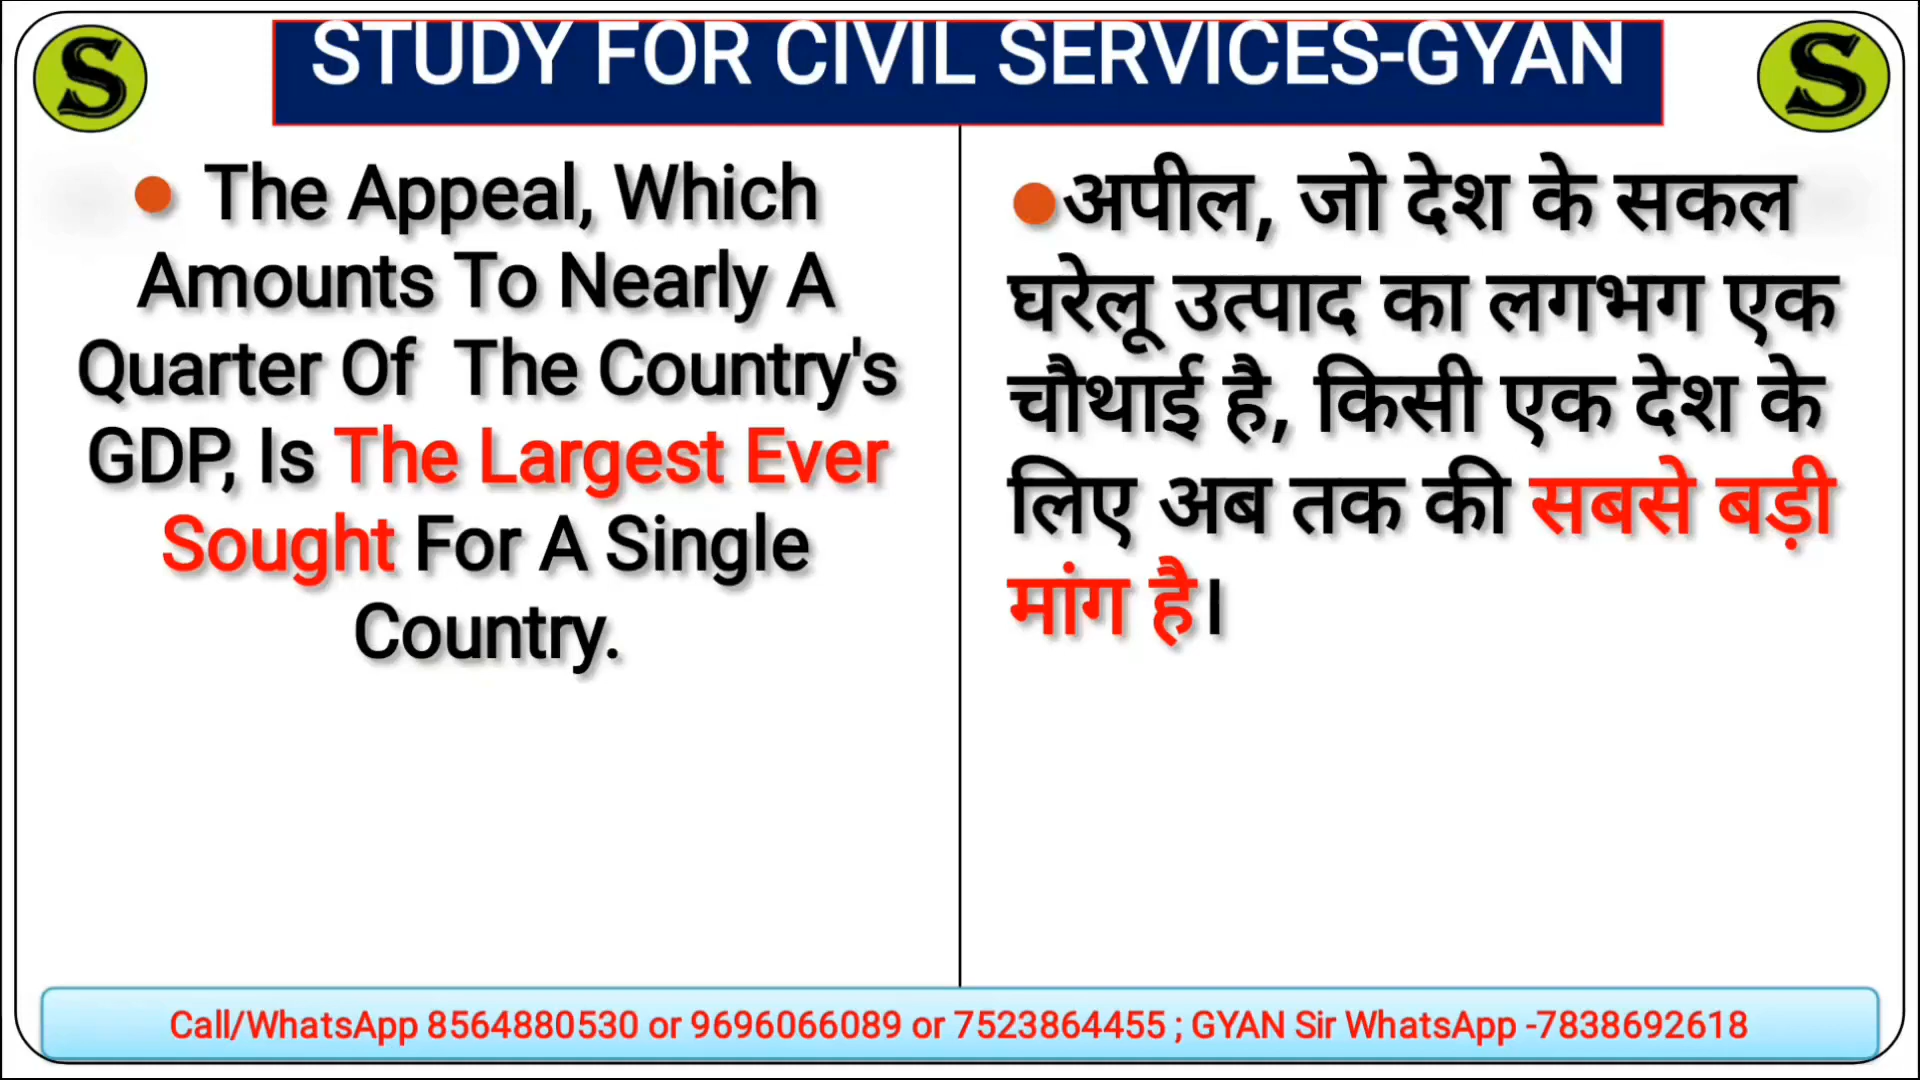 S
STUDY FOR CIVIL SERVICES-GYAN
S
The Appeal, Which
Amounts To Nearly A
Quarter Of The Country's
GDP, Is The Largest Ever
Sought For A Single
Country.
अपील, जो देश के सकल
घरेलू उत्पाद का लगभग एक
चौथाई है, किसी एक देश के
लिए अब तक की सबसे बड़ी
मांग है।
Call/WhatsApp 8564880530 or 9696066089 or 7523864455 ; GYAN Sir WhatsApp -7838692618